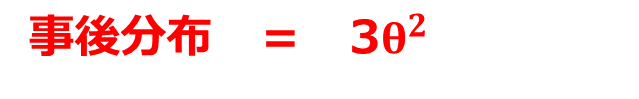 事後分布 = 3θ²